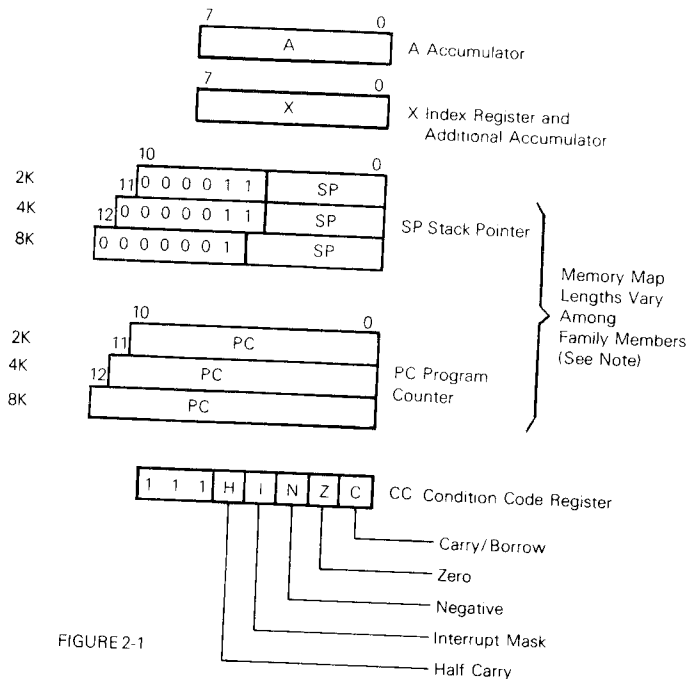 7 0
A
A Accumulator
7 0
X
X Index Register and
Additional Accumulator
10 0
2K 0 0 0 0 1 1 SP
11
4K 0 0 0 0 0 1 1 SP
12
8K 0 0 0 0 0 0 1 SP
SP Stack Pointer
Memory Map
Lengths Vary
Among
Family Members
(See Note)
10 0
2K PC
11
4K PC
12
8K PC
PC Program
Counter
1 1 1 H I N Z C
CC Condition Code Register
Carry/Borrow
Zero
Negative
Interrupt Mask
Half Carry
FIGURE 2-1